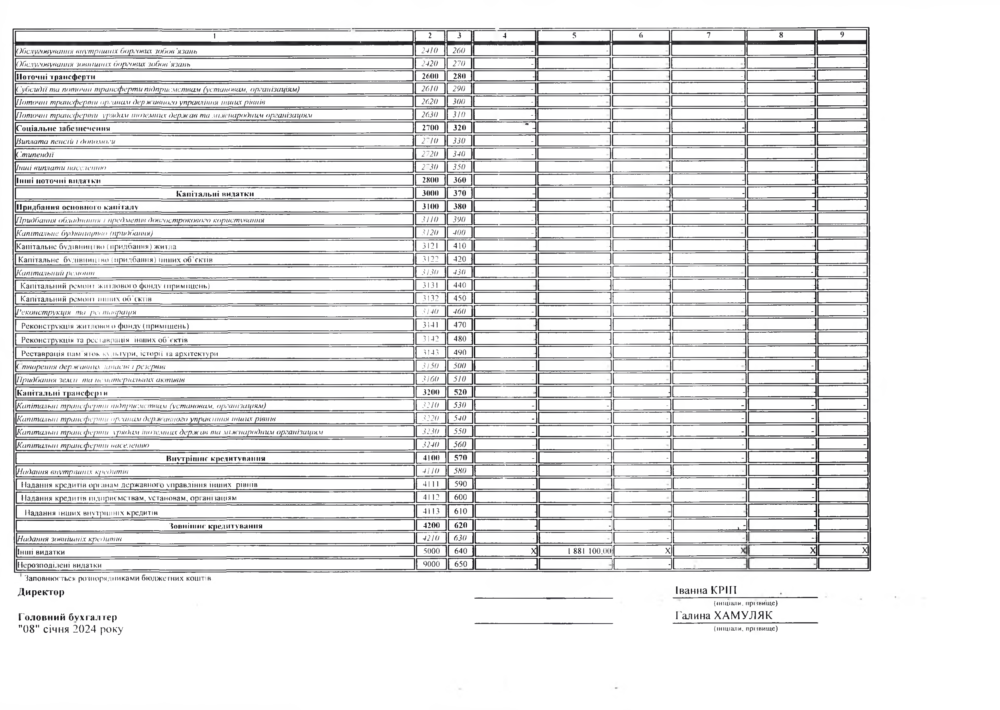 1 2 3 4 5 6 7 8 9
Обслуговування внутрішніх боргових зобов'язань 2410 260 - - - - - -
Обслуговування зовнішніх боргових зобов'язань 2420 270 - - - - - -
Поточні трансферти 2600 280 - - - - - -
Субсидії та поточні трансферти підприємствам (установам, організаціям) 2610 290 - - - - - -
Поточні трансферти органам державного управління інших рівнів 2620 300 - - - - - -
Поточні трансферти урядам іноземних держав та міжнародним організаціям 2630 310 - - - - - -
Соціальне забезпечення 2700 320 - - - - - -
Виплата пенсій і допомоги 2710 330 - - - - - -
Стипендії 2720 340 - - - - - -
Інші виплати населенню 2730 350 - - - - - -
Інші поточні видатки 2800 360 - - - - - -
Капітальні видатки 3000 370 - - - - - -
Придбання основного капіталу 3100 380 - - - - - -
Придбання обладнання і предметів довгострокового користування 3110 390 - - - - - -
Капітальне будівництво (придбання) 3120 400 - - - - - -
Капітальне будівництво (придбання) житла 3121 410 - - - - - -
Капітальне будівництво (придбання) інших об'єктів 3122 420 - - - - - -
Капітальний ремонт 3130 430 - - - - - -
Капітальний ремонт житлового фонду (приміщень) 3131 440 - - - - - -
Капітальний ремонт інших об'єктів 3132 450 - - - - - -
Реконструкція та реставрація 3140 460 - - - - - -
Реконструкція житлового фонду (приміщень) 3141 470 - - - - - -
Реконструкція та реставрація інших об'єктів 3142 480 - - - - - -
Реставрація пам'яток культури, історії та архітектури 3143 490 - - - - - -
Створення державних запасів і резервів 3150 500 - - - - - -
Придбання землі та нематеріальних активів 3160 510 - - - - - -
Капітальні трансферти 3200 520 - - - - - -
Капітальні трансферти підприємствам (установам, організаціям) 3210 530 - - - - - -
Капітальні трансферти органам державного управління інших рівнів 3220 540 - - - - - -
Капітальні трансферти урядам іноземних держав та міжнародним організаціям 3230 550 - - - - - -
Капітальні трансферти населенню 3240 560 - - - - - -
Внутрішнє кредитування 4100 570 - - - - - -
Надання внутрішніх кредитів 4110 580 - - - - - -
Надання кредитів органам державного управління інших рівнів 4111 590 - - - - - -
Надання кредитів підприємствам, установам, організаціям 4112 600 - - - - - -
Надання інших внутрішніх кредитів 4113 610 - - - - - -
Зовнішнє кредитування 4200 620 - - - - - -
Надання зовнішніх кредитів 4210 630 - - - - - -
Інші видатки 5000 640 X 1 881 100,00 X X X X
Нерозподілені видатки 9000 650 - - - - -
1 Заповнюється розпорядниками бюджетних коштів
Директор Іванна КРІП
(ініціали, прізвище)
Головний бухгалтер Галина ХАМУЛЯК
"08" січня 2024 року (ініціали, прізвище)